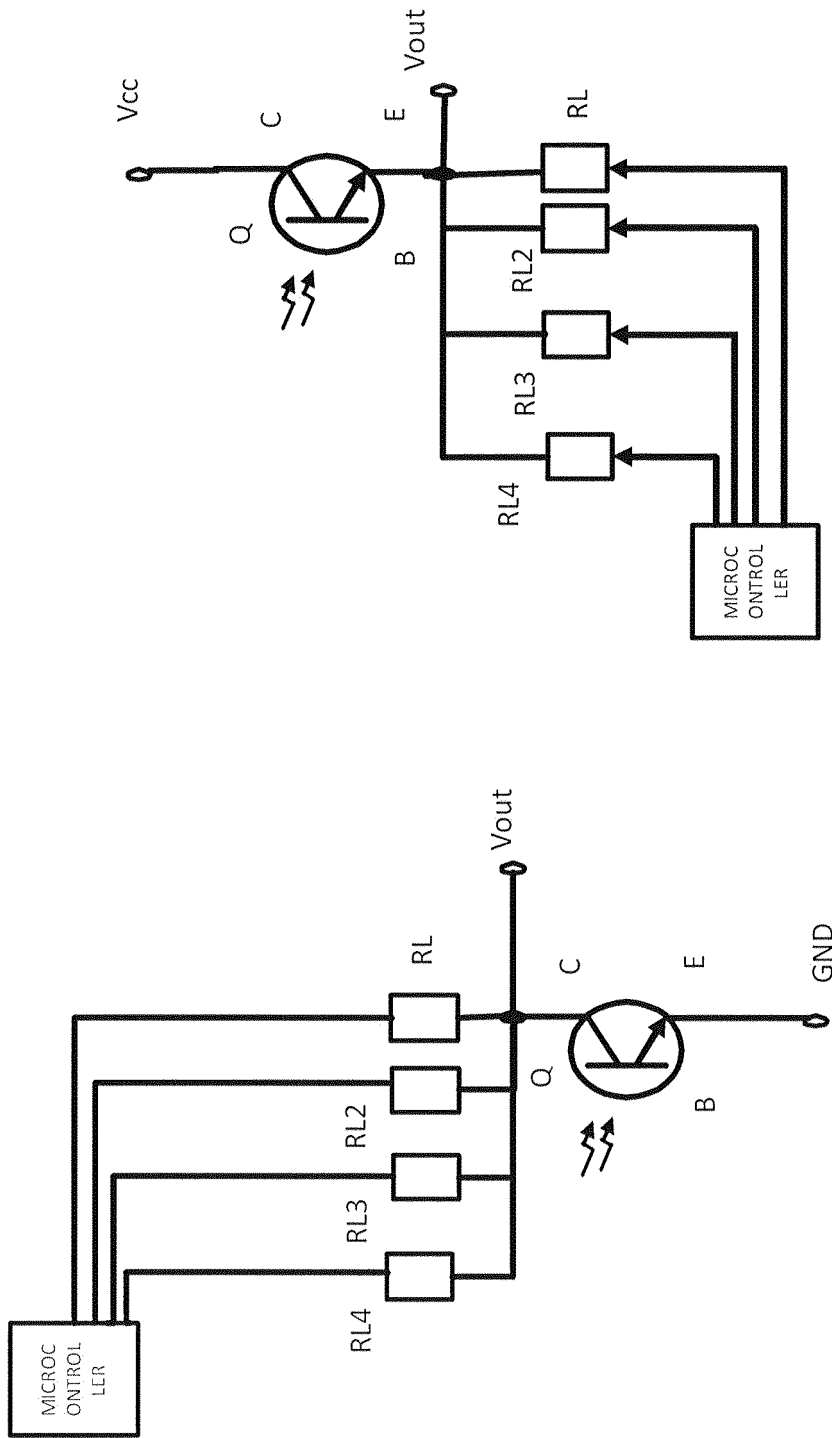 Vcc
C
Q
E
Vout
B
RL
RL2
RL3
RL4
MICROC
ONTROL
LER
MICROC
ONTROL
LER
RL
RL2
RL3
RL4
Vout
Q
C
B
E
GND